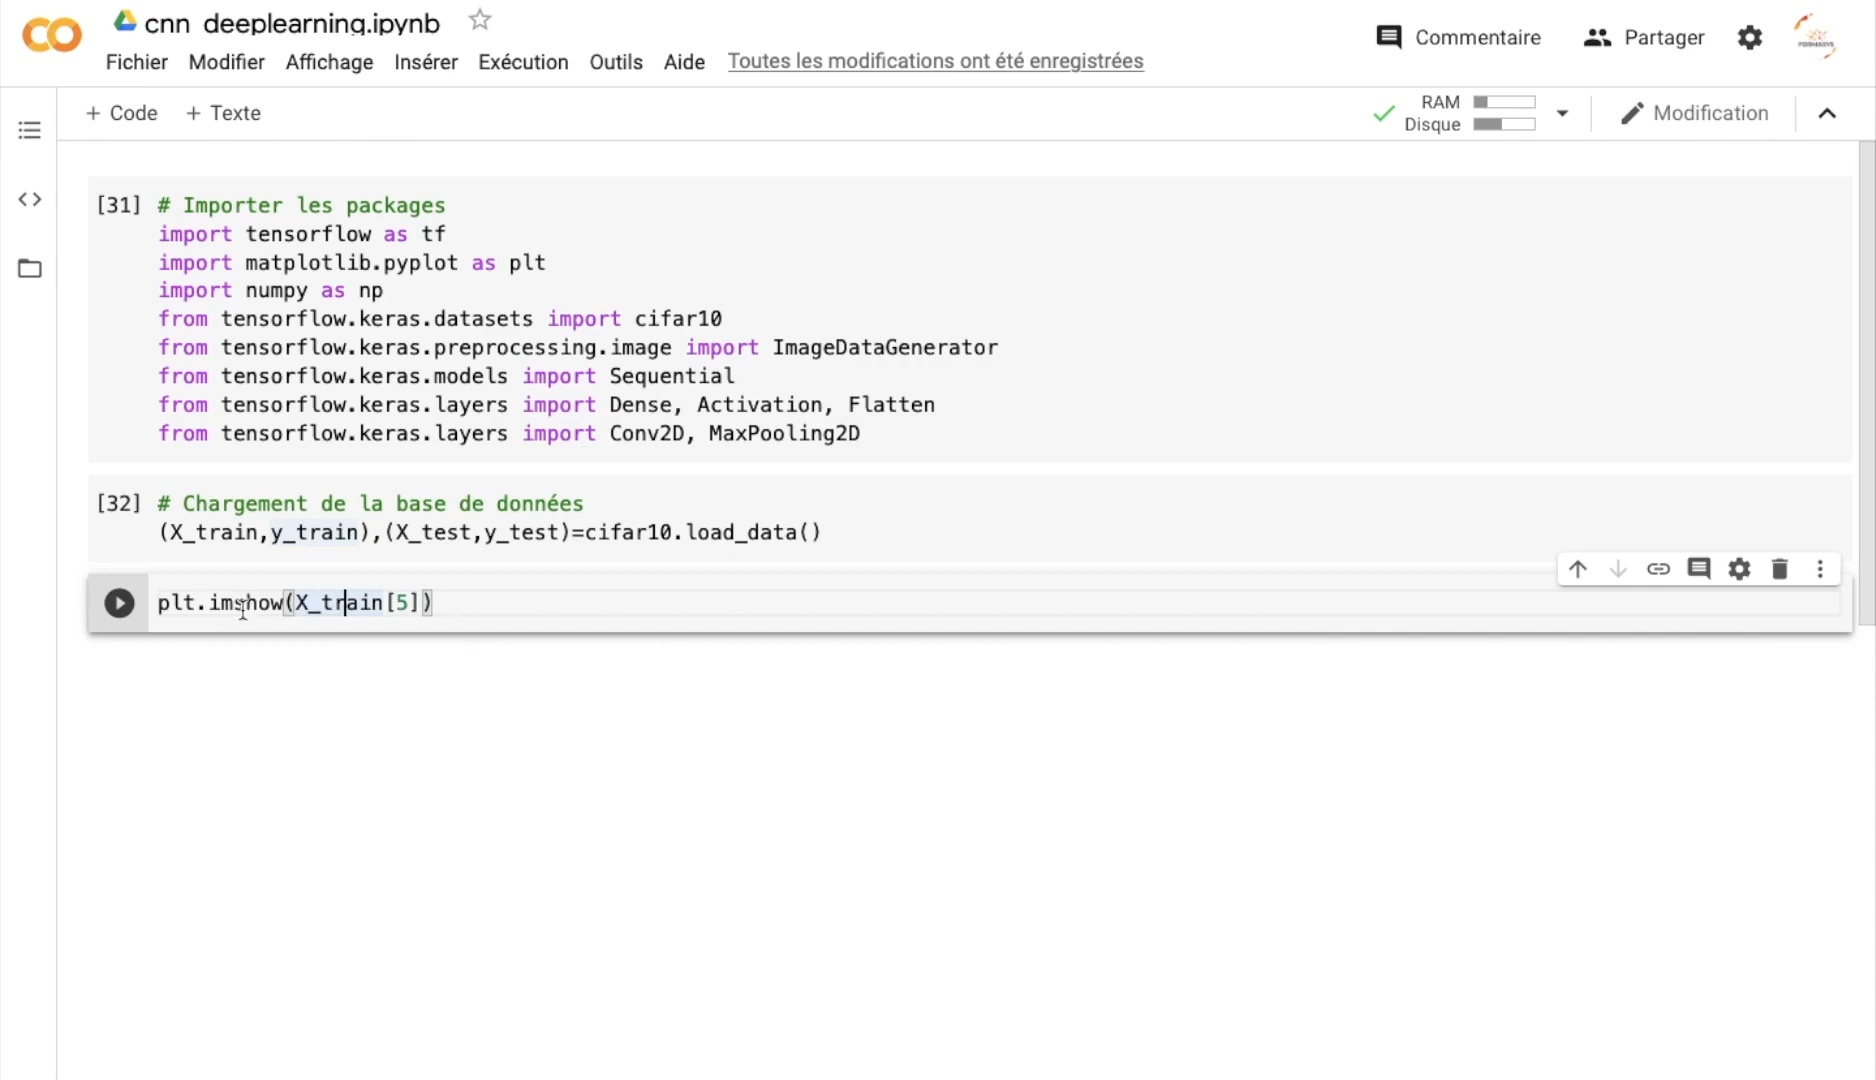 cnn deeplearning.ipynb
Fichier Modifier Affichage Insérer Exécution Outils Aide Toutes les modifications ont été enregistrées
Commentaire Partager
+ Code + Texte
RAM
Disque
Modification
[31] # Importer les packages
import tensorflow as tf
import matplotlib.pyplot as plt
import numpy as np
from tensorflow.keras.datasets import cifar10
from tensorflow.keras.preprocessing.image import ImageDataGenerator
from tensorflow.keras.models import Sequential
from tensorflow.keras.layers import Dense, Activation, Flatten
from tensorflow.keras.layers import Conv2D, MaxPooling2D
[32] # Chargement de la base de données
(X_train,y_train),(X_test,y_test)=cifar10.load_data()
plt.imshow(X_train[5])